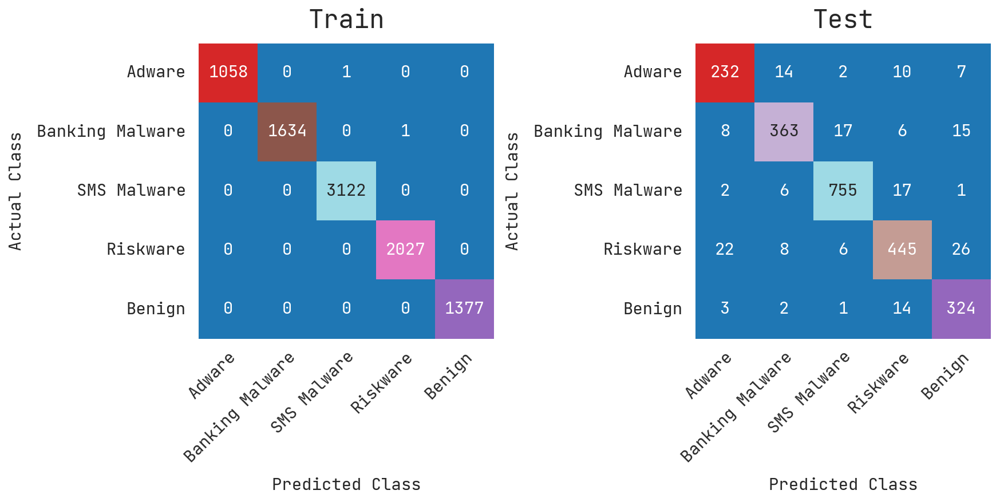 Train
Adware 1058 0 1 0 0
Banking Malware 0 1634 0 1 0
SMS Malware 0 0 3122 0 0
Riskware 0 0 0 2027 0
Benign 0 0 0 0 1377
Actual Class
Adware
Banking Malware
SMS Malware
Riskware
Benign
Predicted Class
Test
Adware 232 14 2 10 7
Banking Malware 8 363 17 6 15
SMS Malware 2 6 755 17 1
Riskware 22 8 6 445 26
Benign 3 2 1 14 324
Actual Class
Adware
Banking Malware
SMS Malware
Riskware
Benign
Predicted Class